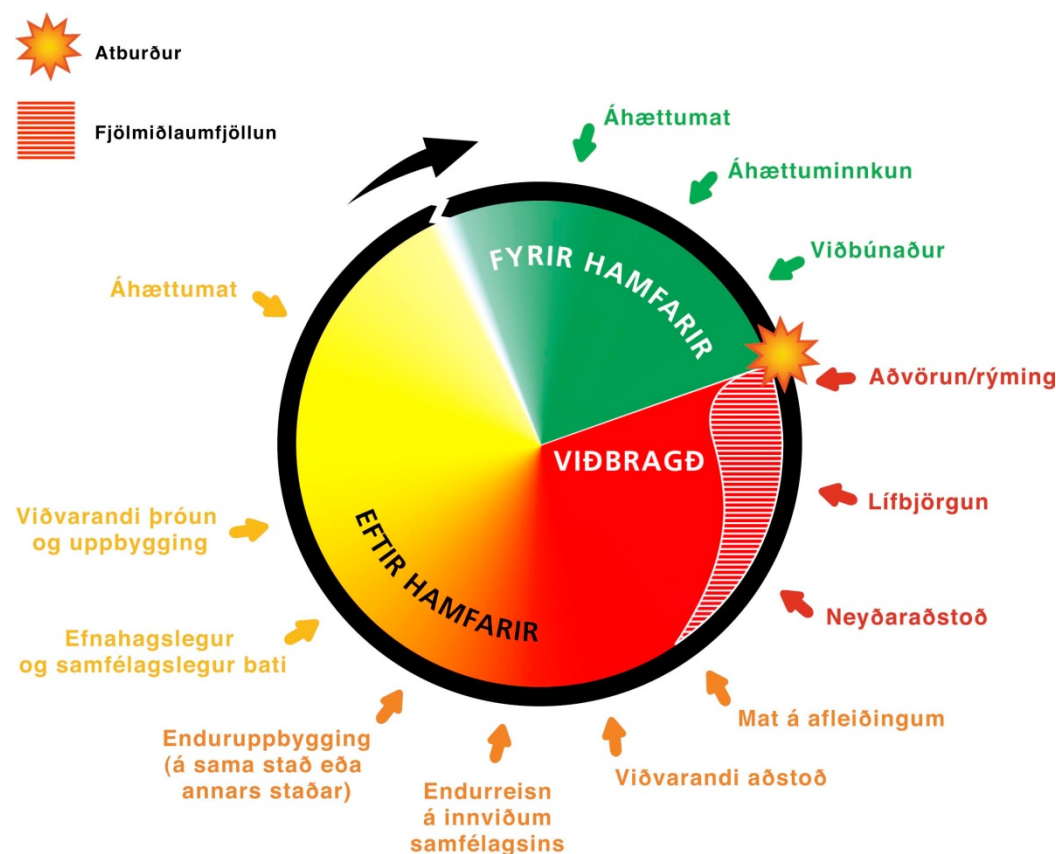 Atburður
Fjölmiðlaumfjöllun
Áhættumat
Áhættuminnkun
Viðbúnaður
Aðvörun/rýming
Lífbjörgun
Neyðaraðstoð
Mat á afleiðingum
Viðvarandi aðstoð
Endurreisn
á innviðum
samfélagsins
Enduruppbygging
(á sama stað eða
annars staðar)
Efnahagslegur
og samfélagslegur bati
Viðvarandi þróun
og uppbygging
Áhættumat
FYRIR HAMFARIR
VIÐBRAGÐ
EFTIR HAMFARIR